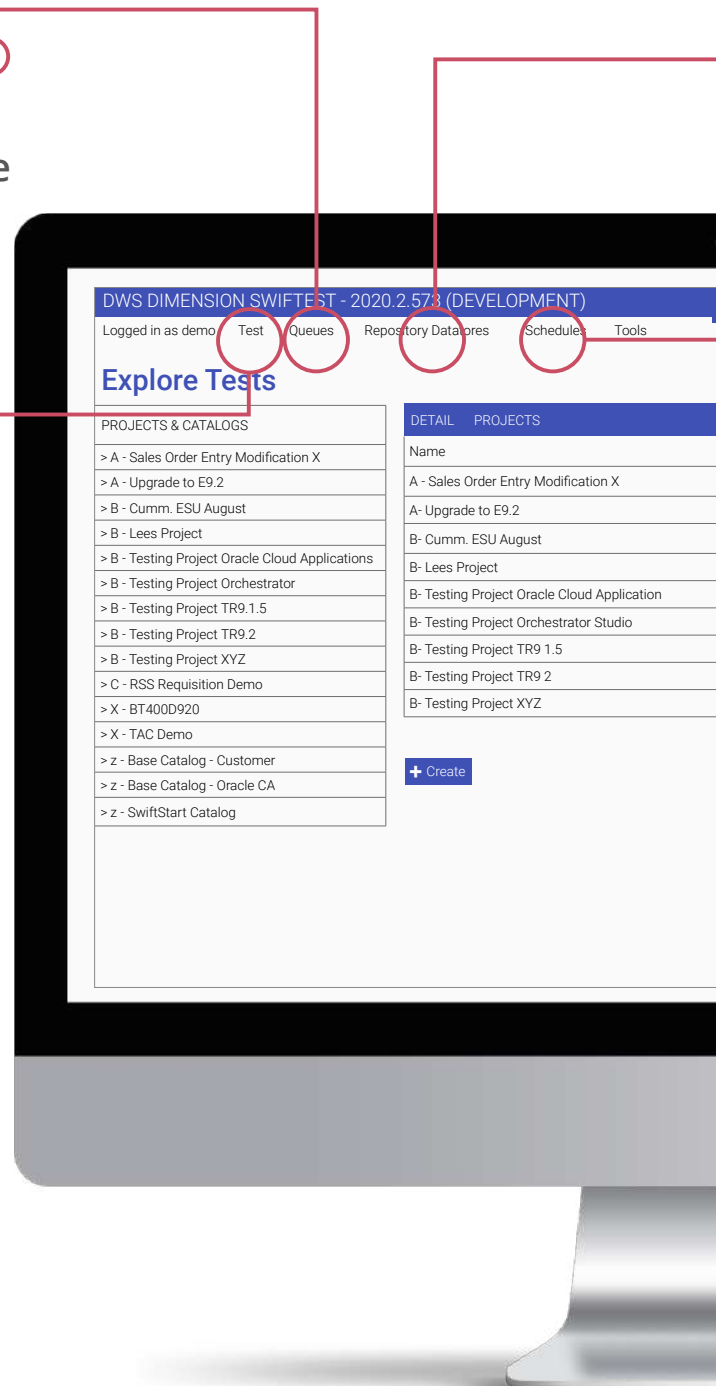 e
DWS DIMENSION SWIFTEST - 2020.2.573 (DEVELOPMENT)
Logged in as demo Test Queues Repository Datatores Schedules Tools
Explore Tests
PROJECTS & CATALOGS
> A - Sales Order Entry Modification X
> A - Upgrade to E9.2
> B - Cumm. ESU August
> B - Lees Project
> B - Testing Project Oracle Cloud Applications
> B - Testing Project Orchestrator
> B - Testing Project TR9.1.5
> B - Testing Project TR9.2
> B - Testing Project XYZ
> C - RSS Requisition Demo
> X - BT400D920
> X - TAC Demo
> z - Base Catalog - Customer
> z - Base Catalog - Oracle CA
> z - SwiftStart Catalog
DETAIL PROJECTS
Name
A - Sales Order Entry Modification X
A- Upgrade to E9.2
B- Cumm. ESU August
B- Lees Project
B- Testing Project Oracle Cloud Application
B- Testing Project Orchestrator Studio
B- Testing Project TR9 1.5
B- Testing Project TR9 2
B- Testing Project XYZ
+ Create